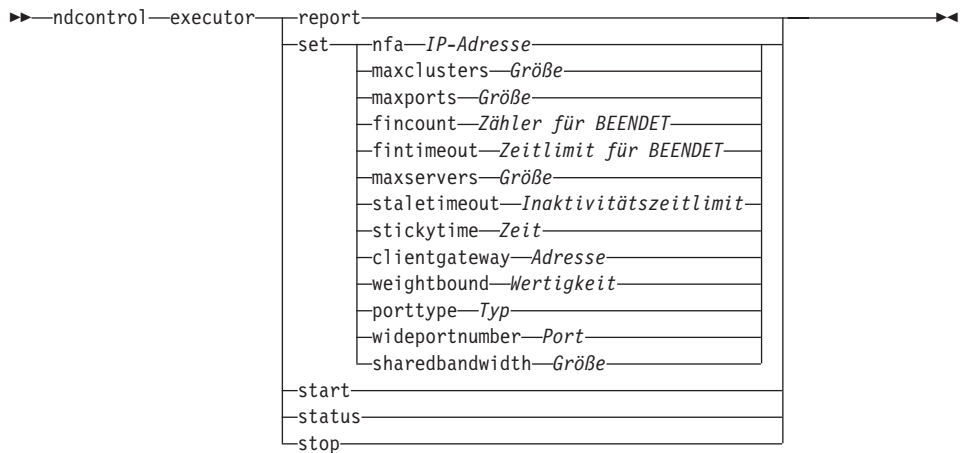 ndcontrol executor report
set nfa IP-Adresse
maxclusters Größe
maxports Größe
fincount Zähler für BEENDET
fintimeout Zeitlimit für BEENDET
maxservers Größe
staletimeout Inaktivitätszeitlimit
stickytime Zeit
clientgateway Adresse
weightbound Wertigkeit
porttype Typ
wideportnumber Port
sharedbandwidth Größe
start
status
stop